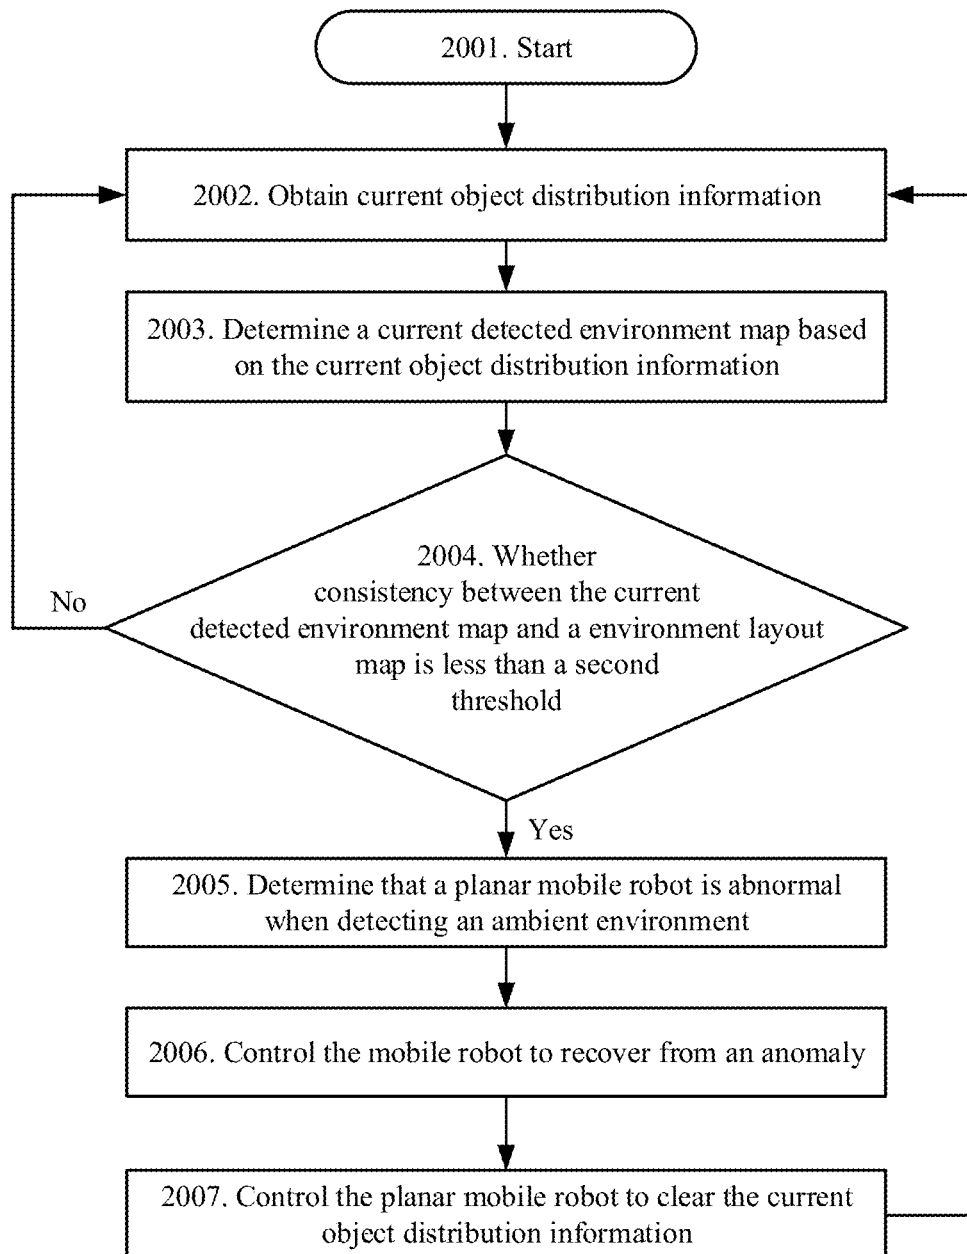 2001. Start
2002. Obtain current object distribution information
2003. Determine a current detected environment map based
on the current object distribution information
2004. Whether
consistency between the current
detected environment map and a environment layout
map is less than a second
threshold
No
Yes
2005. Determine that a planar mobile robot is abnormal
when detecting an ambient environment
2006. Control the mobile robot to recover from an anomaly
2007. Control the planar mobile robot to clear the current
object distribution information